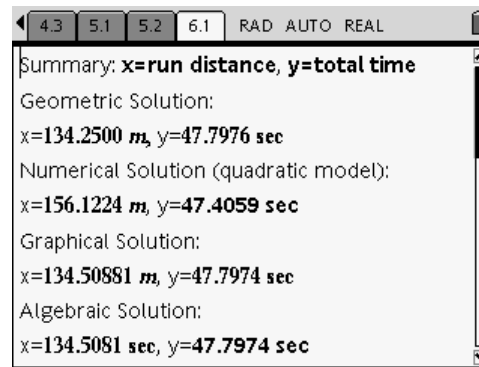 4.3 5.1 5.2 6.1 RAD AUTO REAL
Summary: x=run distance, y=total time
Geometric Solution:
x=134.2500 m, y=47.7976 sec
Numerical Solution (quadratic model):
x=156.1224 m, y=47.4059 sec
Graphical Solution:
x=134.50881 m, y=47.7974 sec
Algebraic Solution:
x=134.5081 sec, y=47.7974 sec